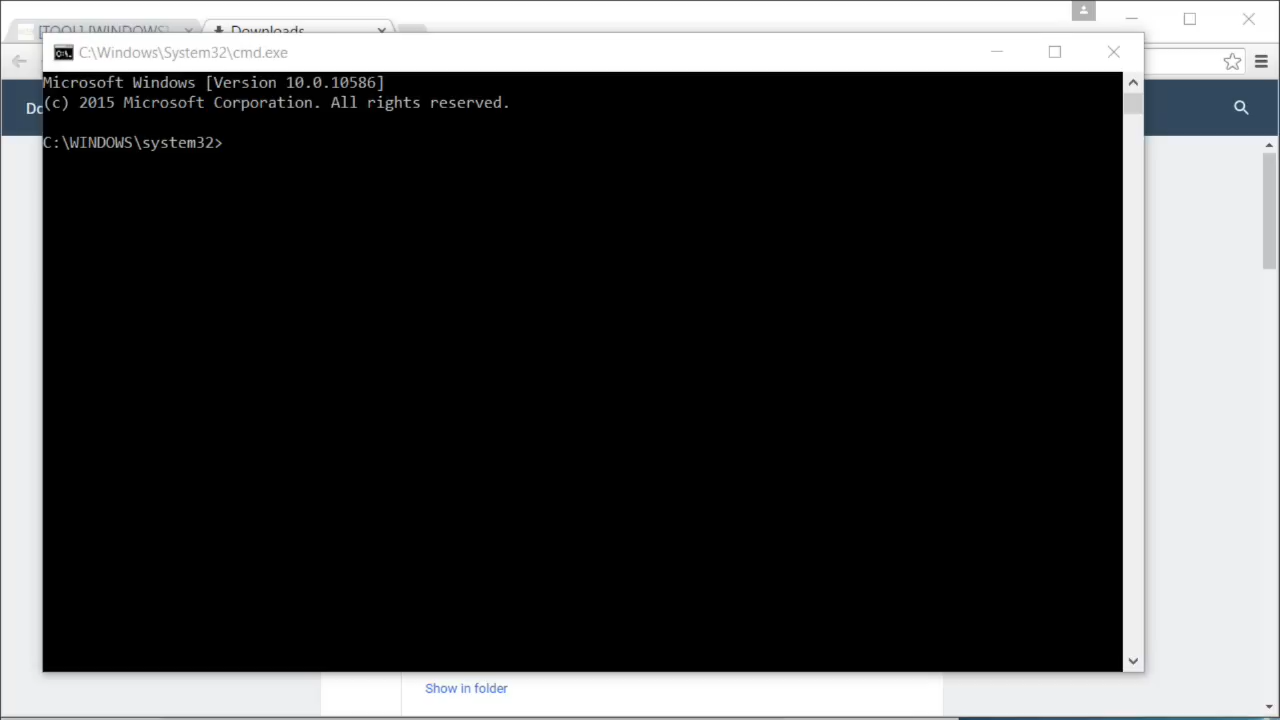 [TOOL] [WINDOWS]
Downloads
C:\Windows\System32\cmd.exe
Microsoft Windows [Version 10.0.10586]
(c) 2015 Microsoft Corporation. All rights reserved.
C:\WINDOWS\system32>
Show in folder